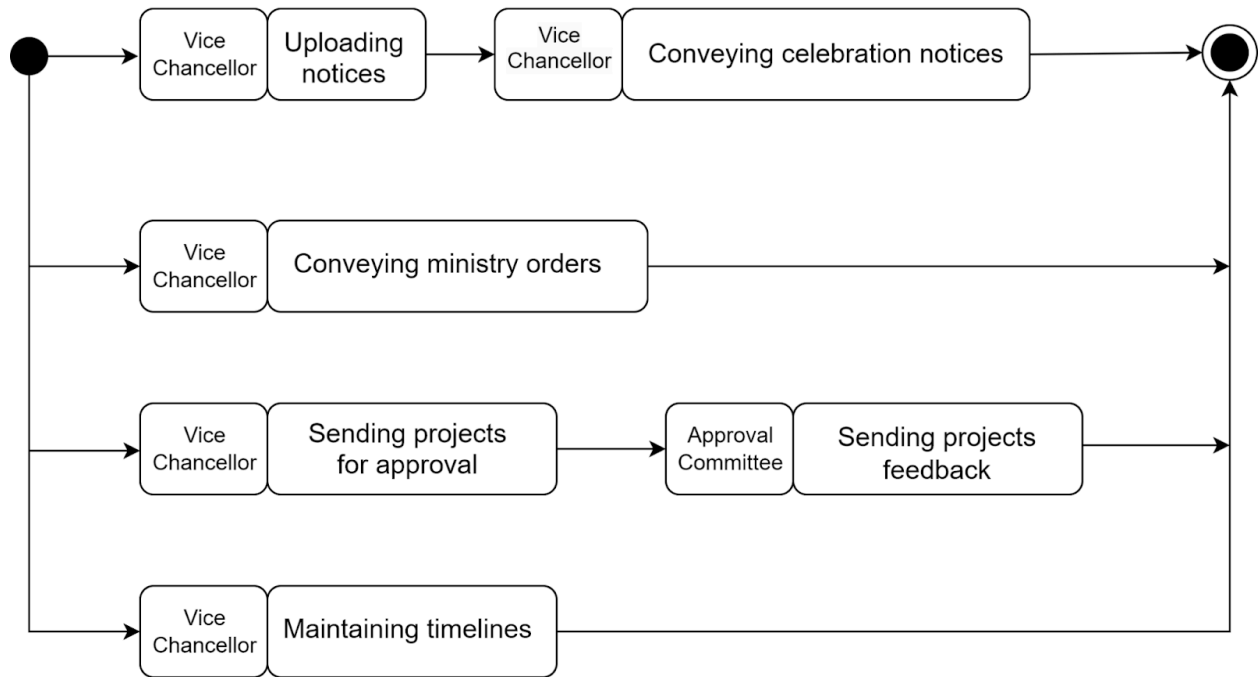 Vice
Chancellor
Uploading
notices
Vice
Chancellor
Conveying celebration notices
Vice
Chancellor
Conveying ministry orders
Vice
Chancellor
Sending projects
for approval
Approval
Committee
Sending projects
feedback
Vice
Chancellor
Maintaining timelines